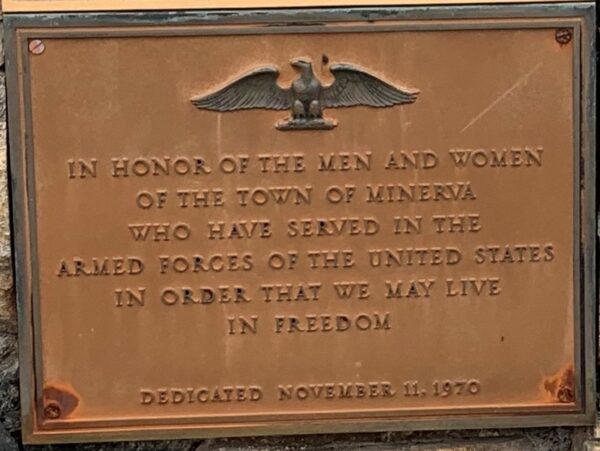 IN HONOR OF THE MEN AND WOMEN
OF THE TOWN OF MINERVA
WHO HAVE SERVED IN THE
ARMED FORCES OF THE UNITED STATES
IN ORDER THAT WE MAY LIVE
IN FREEDOM
DEDICATED NOVEMBER 11, 1970